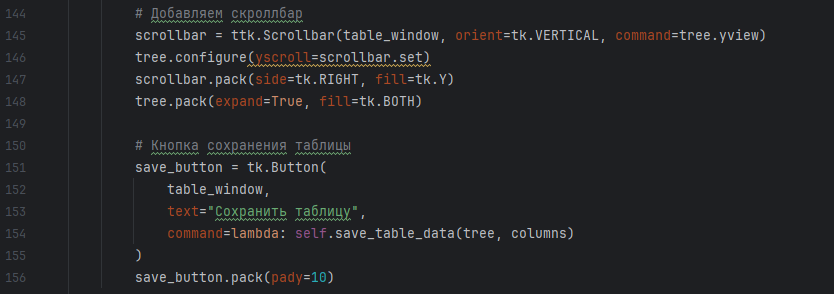 144 # Добавляем скроллбар
145 scrollbar = ttk.Scrollbar(table_window, orient=tk.VERTICAL, command=tree.yview)
146 tree.configure(yscroll=scrollbar.set)
147 scrollbar.pack(side=tk.RIGHT, fill=tk.Y)
148 tree.pack(expand=True, fill=tk.BOTH)
149
150 # Кнопка сохранения таблицы
151 save_button = tk.Button(
152 table_window,
153 text="Сохранить таблицу",
154 command=lambda: self.save_table_data(tree, columns)
155 )
156 save_button.pack(pady=10)